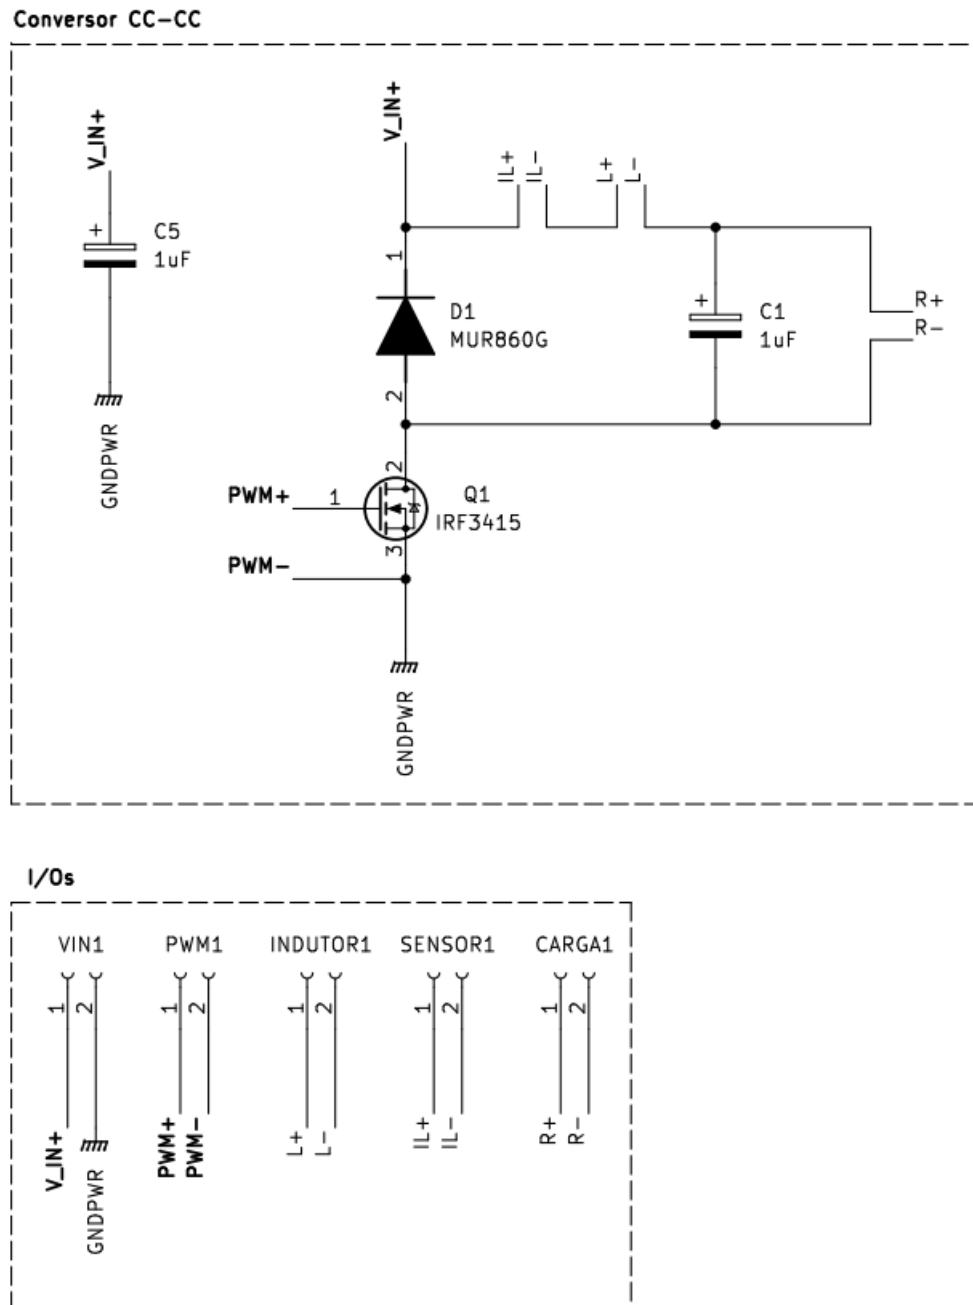 Conversor CC-CC
V_IN+
+
C5
1uF
GNDPWR
V_IN+
1
D1
MUR860G
2
IL+
IL-
L+
L-
+
C1
1uF
R+
R-
2
PWM+
1
Q1
IRF3415
3
PWM-
GNDPWR
I/Os
VIN1
1
2
V_IN+
GNDPWR
PWM1
1
2
PWM+
PWM-
INDUTOR1
1
2
L+
L-
SENSOR1
1
2
IL+
IL-
CARGA1
1
2
R+
R-